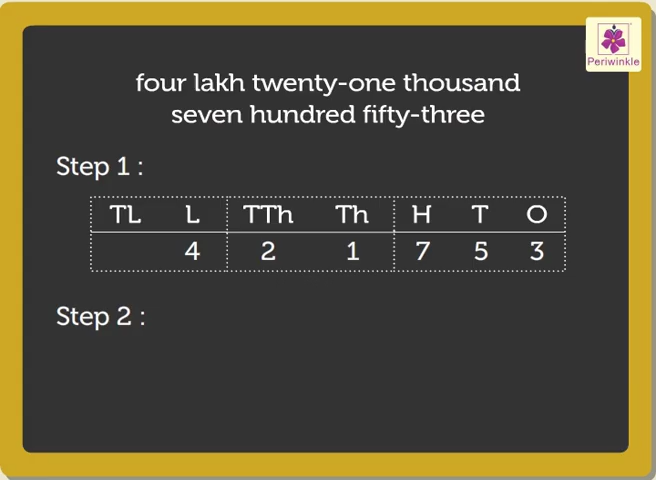 Periwinkle
four lakh twenty-one thousand
seven hundred fifty-three
Step 1 :
TL L TTh Th H T O
4 2 1 7 5 3
Step 2 :